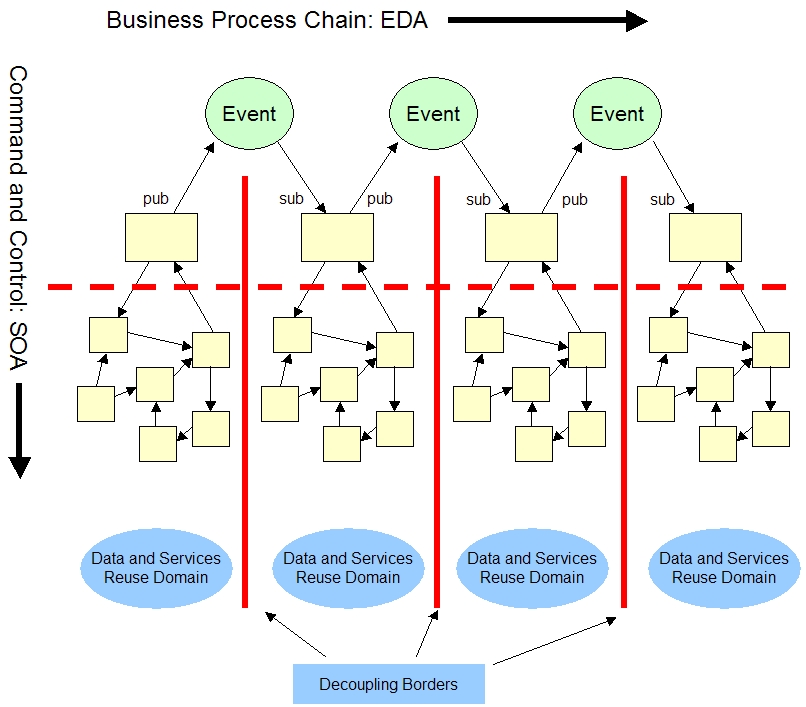 Business Process Chain: EDA
Command and Control: SOA
Event
Event
Event
pub
sub
pub
sub
pub
sub
Data and Services
Reuse Domain
Data and Services
Reuse Domain
Data and Services
Reuse Domain
Data and Services
Reuse Domain
Decoupling Borders